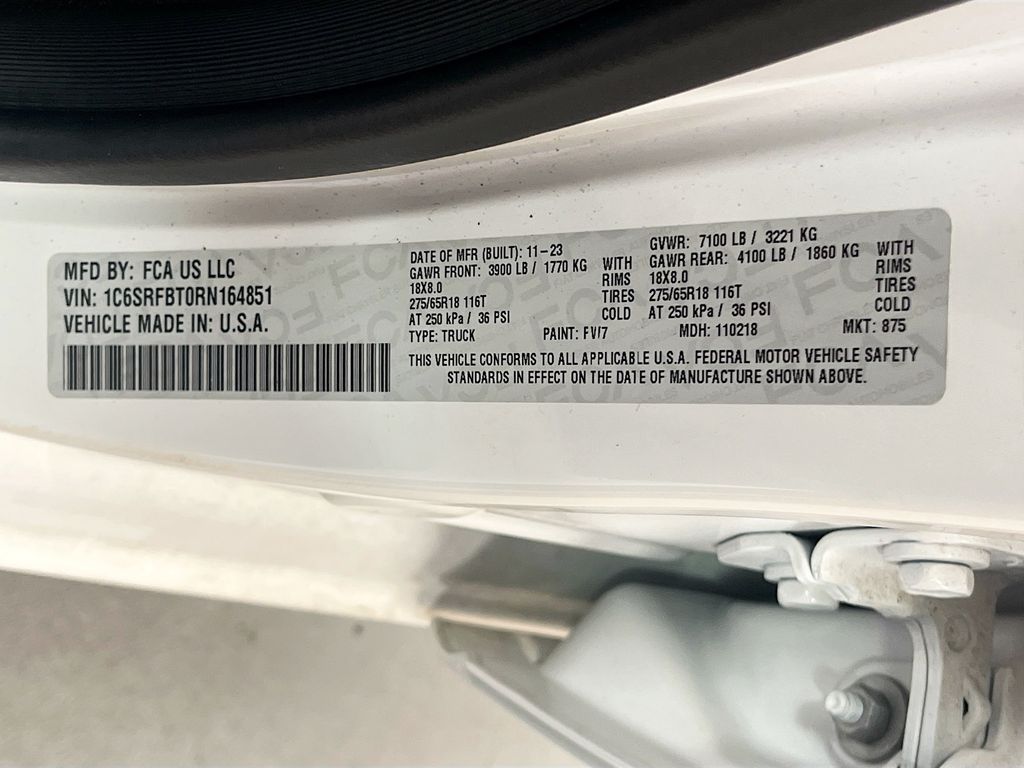 MFD BY: FCA US LLC
VIN: 1C6SRFBT0RN164851
VEHICLE MADE IN: U.S.A.
DATE OF MFR (BUILT): 11-23
GAWR FRONT: 3900 LB / 1770 KG WITH
18X8.0 RIMS
275/65R18 116T TIRES
AT 250 kPa / 36 PSI COLD
TYPE: TRUCK PAINT: PW7
GVWR: 7100 LB / 3221 KG
GAWR REAR: 4100 LB / 1860 KG WITH
18X8.0 RIMS
275/65R18 116T TIRES
AT 250 kPa / 36 PSI COLD
MDH: 110218 MKT: 875
THIS VEHICLE CONFORMS TO ALL APPLICABLE U.S.A. FEDERAL MOTOR VEHICLE SAFETY
STANDARDS IN EFFECT ON THE DATE OF MANUFACTURE SHOWN ABOVE.